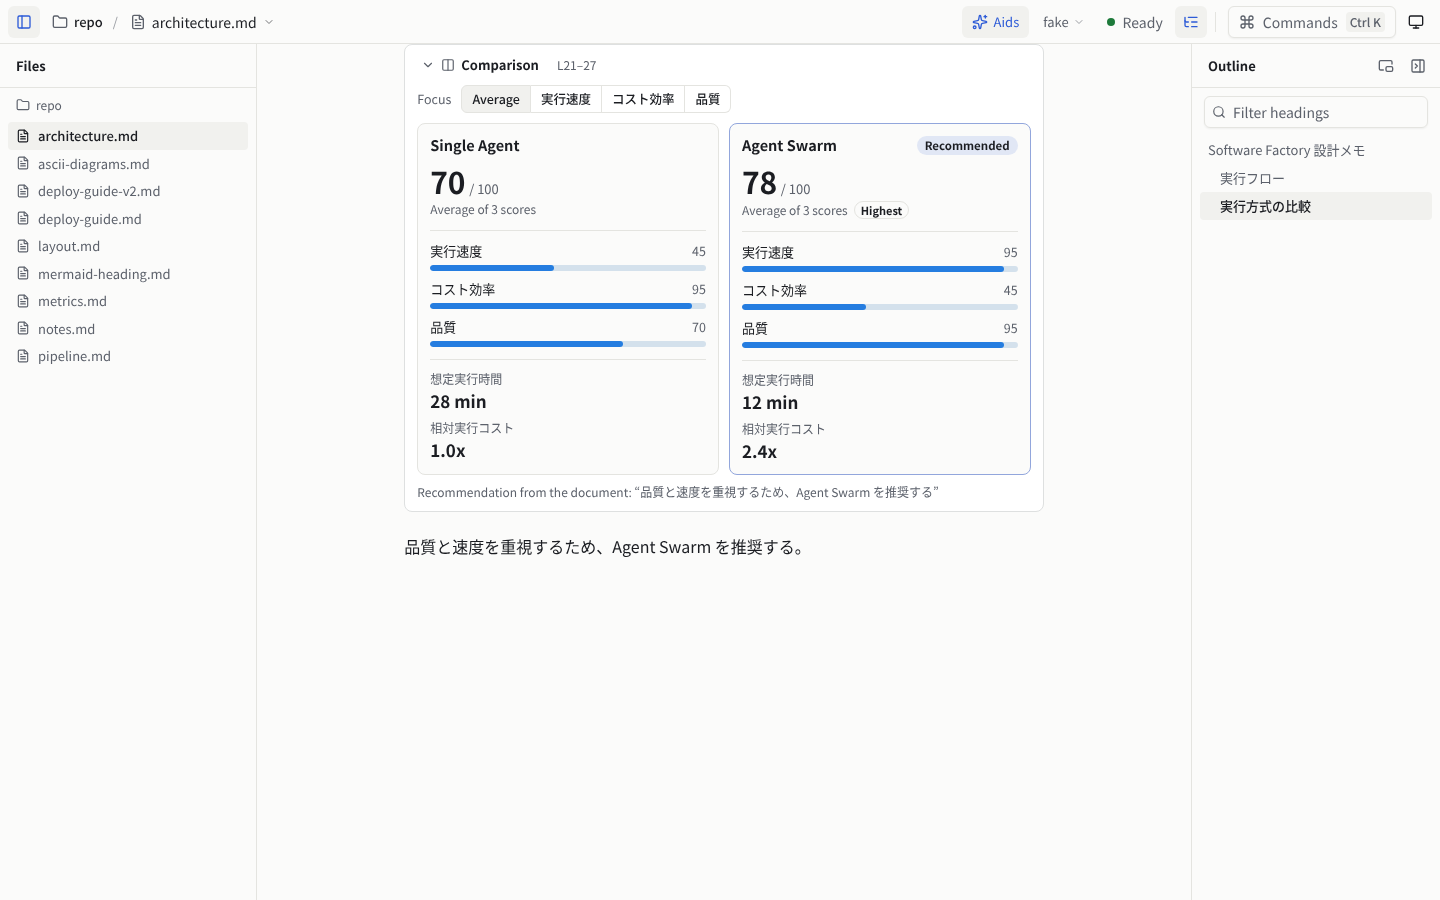 repo / architecture.md
Aids
fake
Ready
Commands Ctrl K
Files
repo
architecture.md
ascii-diagrams.md
deploy-guide-v2.md
deploy-guide.md
layout.md
mermaid-heading.md
metrics.md
notes.md
pipeline.md
Comparison L21–27
Focus Average 実行速度 コスト効率 品質
Single Agent
70 / 100
Average of 3 scores
実行速度 45
コスト効率 95
品質 70
想定実行時間
28 min
相対実行コスト
1.0x
Agent Swarm Recommended
78 / 100
Average of 3 scores Highest
実行速度 95
コスト効率 45
品質 95
想定実行時間
12 min
相対実行コスト
2.4x
Recommendation from the document: “品質と速度を重視するため、Agent Swarm を推奨する”
品質と速度を重視するため、Agent Swarm を推奨する。
Outline
Filter headings
Software Factory 設計メモ
実行フロー
実行方式の比較